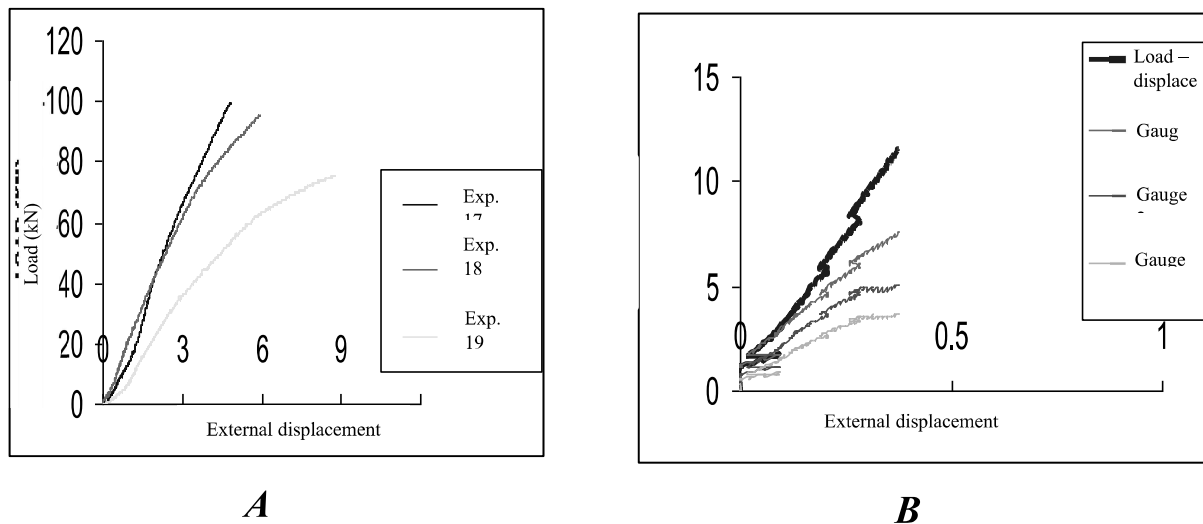 120
100
80
60
40
20
0
Load (kN)
0
3
6
9
External displacement
Exp.
Exp.
18
Exp.
19
A
15
10
5
0
0
0.5
1
External displacement
Load –
displace
Gaug
Gauge
Gauge
B